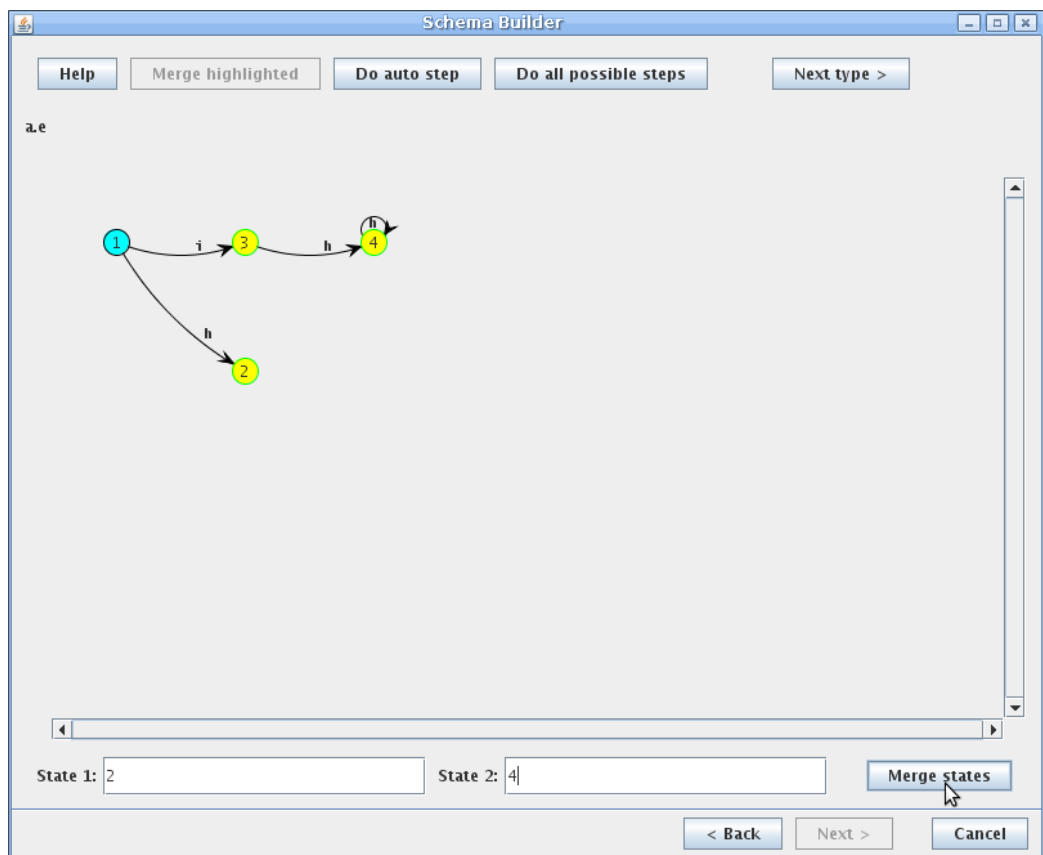 Schema Builder
Help Merge highlighted Do auto step Do all possible steps Next type >
a.e
h
1 i 3 h 4
h
2
State 1: 2 State 2: 4 Merge states
< Back Next > Cancel